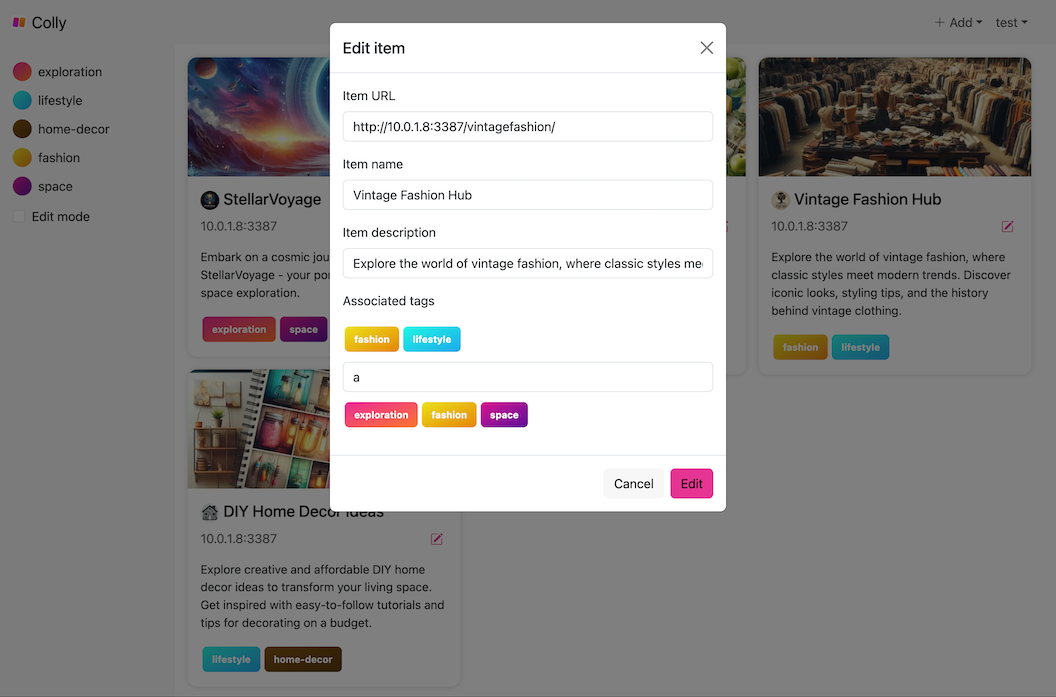 Colly
+ Add
test
exploration
lifestyle
home-decor
fashion
space
Edit mode
Edit item
Item URL
http://10.0.1.8:3387/vintagefashion/
Item name
Vintage Fashion Hub
Item description
Explore the world of vintage fashion, where classic styles me
Associated tags
fashion lifestyle
a
exploration fashion space
Cancel Edit
StellarVoyage
10.0.1.8:3387
Embark on a cosmic jou
StellarVoyage - your po
space exploration.
exploration space
Vintage Fashion Hub
10.0.1.8:3387
Explore the world of vintage fashion, where
classic styles meet modern trends. Discover
iconic looks, styling tips, and the history
behind vintage clothing.
fashion lifestyle
DIY Home Decor Ideas
10.0.1.8:3387
Explore creative and affordable DIY home
decor ideas to transform your living space.
Get inspired with easy-to-follow tutorials and
tips for decorating on a budget.
lifestyle home-decor